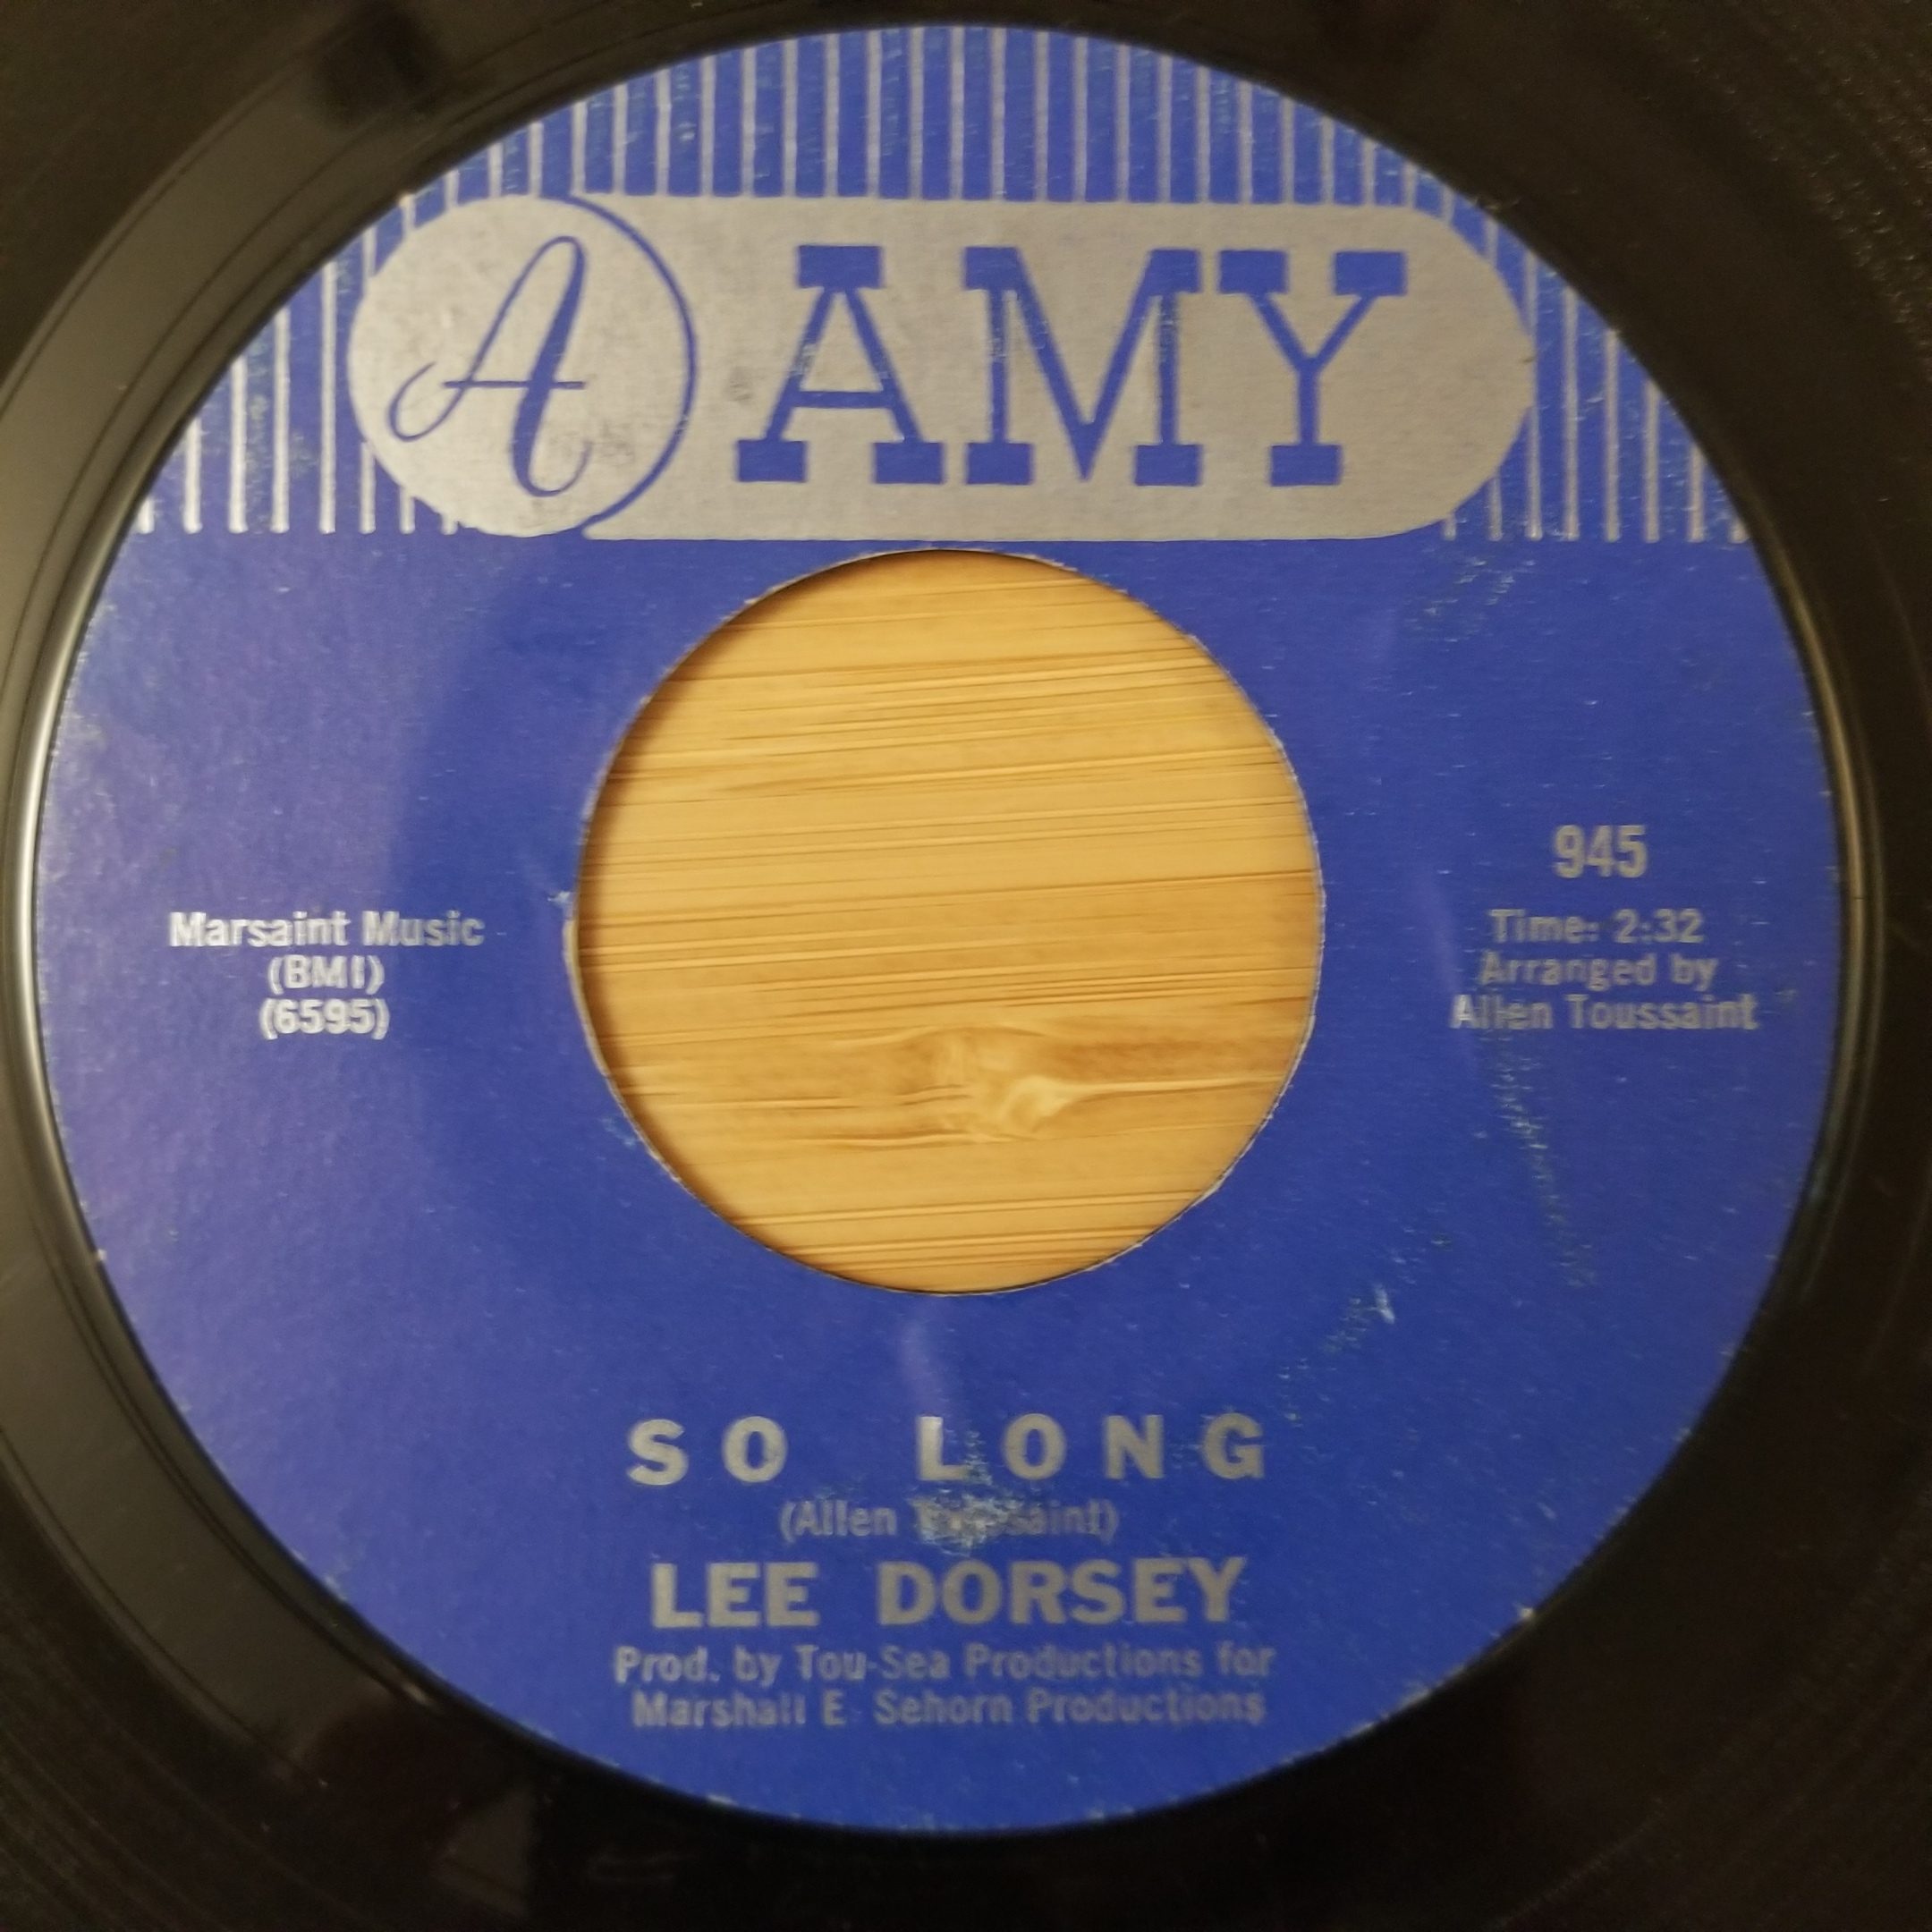 A AMY
Marsaint Music
(BMI)
(6595)
945
Time: 2:32
Arranged by
Allen Toussaint
SO LONG
(Allen Toussaint)
LEE DORSEY
Prod. by Tou-Sea Productions for
Marshall E. Sehorn Productions